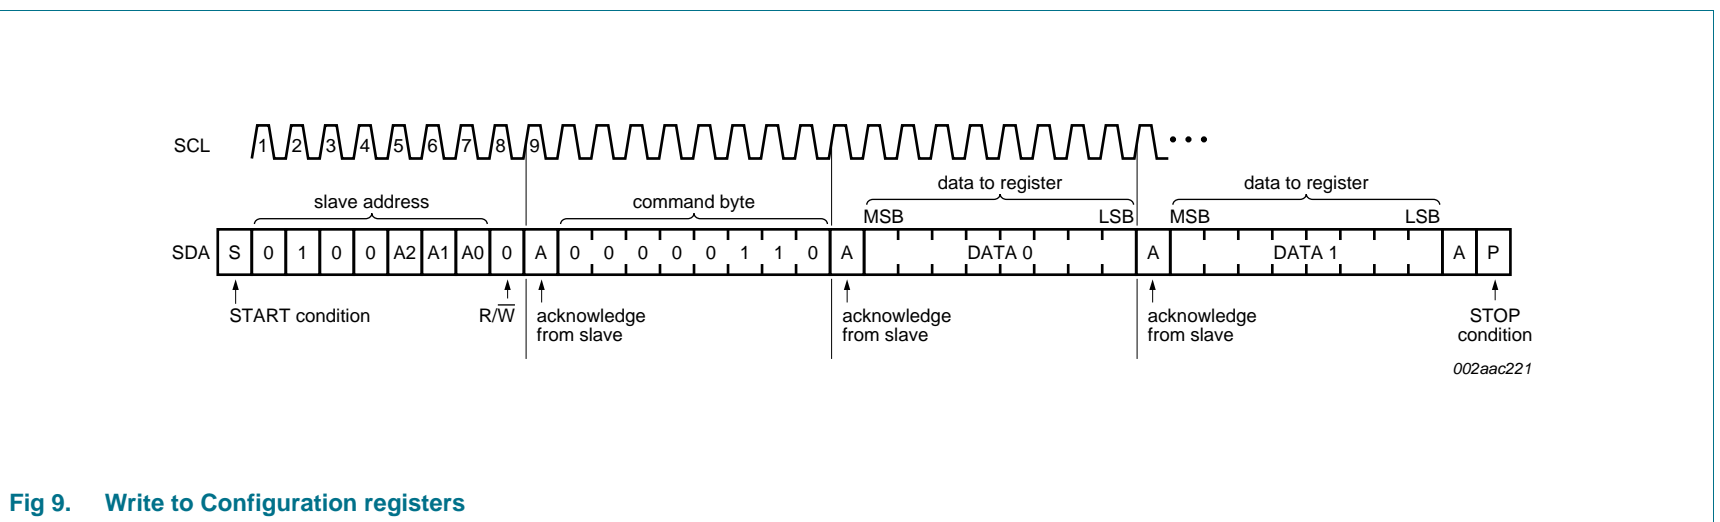 SCL 1 2 3 4 5 6 7 8 9
slave address command byte data to register data to register
MSB LSB MSB LSB
SDA S 0 1 0 0 A2 A1 A0 0 A 0 0 0 0 0 1 1 0 A DATA 0 A DATA 1 A P
START condition R/W̅ acknowledge from slave acknowledge from slave acknowledge from slave STOP condition
002aac221
Fig 9. Write to Configuration registers